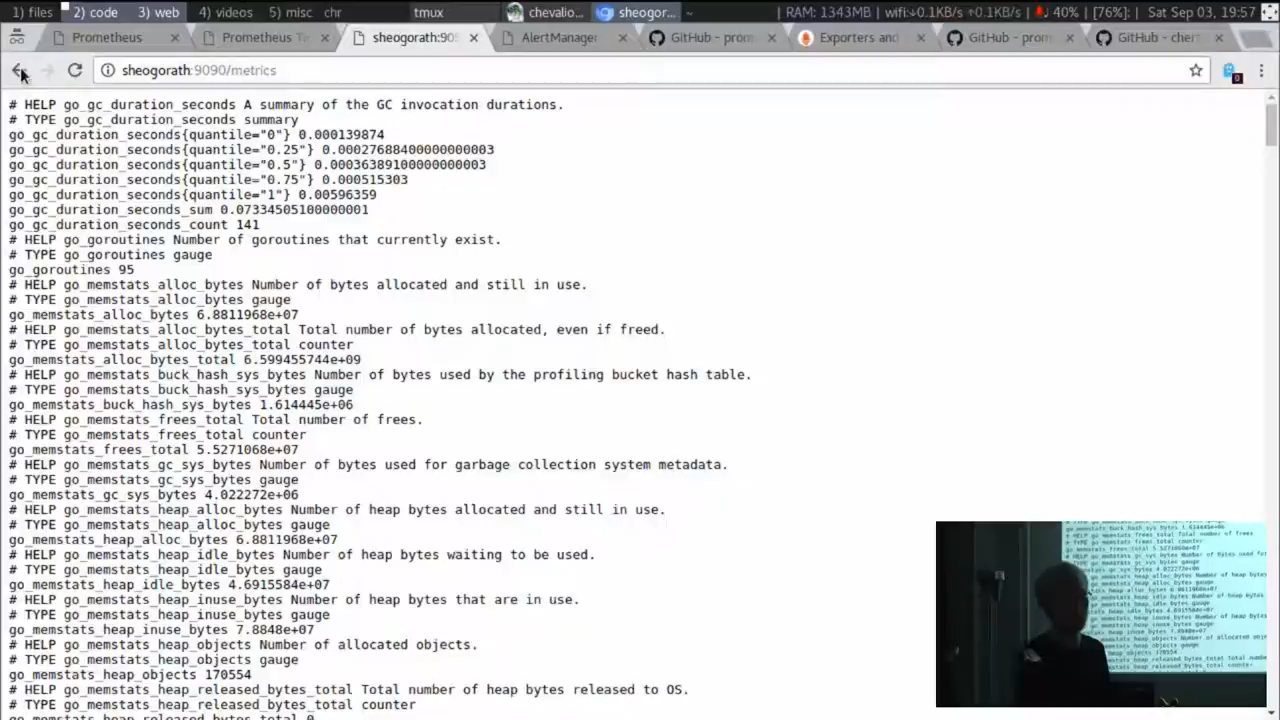 1) files 2) code 3) web 4) videos 5) misc chr tmux chevalio... sheogor... RAM: 1343MB wifi:+0.1KB/s +0.1KB/s 40% [76%]: Sat Sep 03, 19:57
Prometheus Prometheus sheogorath:90 AlertManager GitHub - prom Exporters and GitHub - prom GitHub - cher
sheogorath:9090/metrics
0
# HELP go_gc_duration_seconds A summary of the GC invocation durations.
# TYPE go_gc_duration_seconds summary
go_gc_duration_seconds{quantile="0"} 0.000139874
go_gc_duration_seconds{quantile="0.25"} 0.00027688400000000003
go_gc_duration_seconds{quantile="0.5"} 0.00036389100000000003
go_gc_duration_seconds{quantile="0.75"} 0.000515303
go_gc_duration_seconds{quantile="1"} 0.00596359
go_gc_duration_seconds_sum 0.07334505100000001
go_gc_duration_seconds_count 141
# HELP go_goroutines Number of goroutines that currently exist.
# TYPE go_goroutines gauge
go_goroutines 95
# HELP go_memstats_alloc_bytes Number of bytes allocated and still in use.
# TYPE go_memstats_alloc_bytes gauge
go_memstats_alloc_bytes 6.8811968e+07
# HELP go_memstats_alloc_bytes_total Total number of bytes allocated, even if freed.
# TYPE go_memstats_alloc_bytes_total counter
go_memstats_alloc_bytes_total 6.599455744e+09
# HELP go_memstats_buck_hash_sys_bytes Number of bytes used by the profiling bucket hash table.
# TYPE go_memstats_buck_hash_sys_bytes gauge
go_memstats_buck_hash_sys_bytes 1.614445e+06
# HELP go_memstats_frees_total Total number of frees.
# TYPE go_memstats_frees_total counter
go_memstats_frees_total 5.5271068e+07
# HELP go_memstats_gc_sys_bytes Number of bytes used for garbage collection system metadata.
# TYPE go_memstats_gc_sys_bytes gauge
go_memstats_gc_sys_bytes 4.022272e+06
# HELP go_memstats_heap_alloc_bytes Number of heap bytes allocated and still in use.
# TYPE go_memstats_heap_alloc_bytes gauge
go_memstats_heap_alloc_bytes 6.8811968e+07
# HELP go_memstats_heap_idle_bytes Number of heap bytes waiting to be used.
# TYPE go_memstats_heap_idle_bytes gauge
go_memstats_heap_idle_bytes
# HELP go_memstats_heap_inuse_bytes Number of heap bytes that are in use.
# TYPE go_memstats_heap_inuse_bytes gauge
go_memstats_heap_inuse_bytes 7.0848e+07
# HELP go_memstats_heap_objects Number of allocated objects.
# TYPE go_memstats_heap_objects gauge
go_memstats_heap_objects
# HELP go_memstats_heap_released_bytes_total Total number of heap bytes released to OS.
# TYPE go_memstats_heap_released_bytes_total counter
go_memstats_heap_released_bytes_total 0